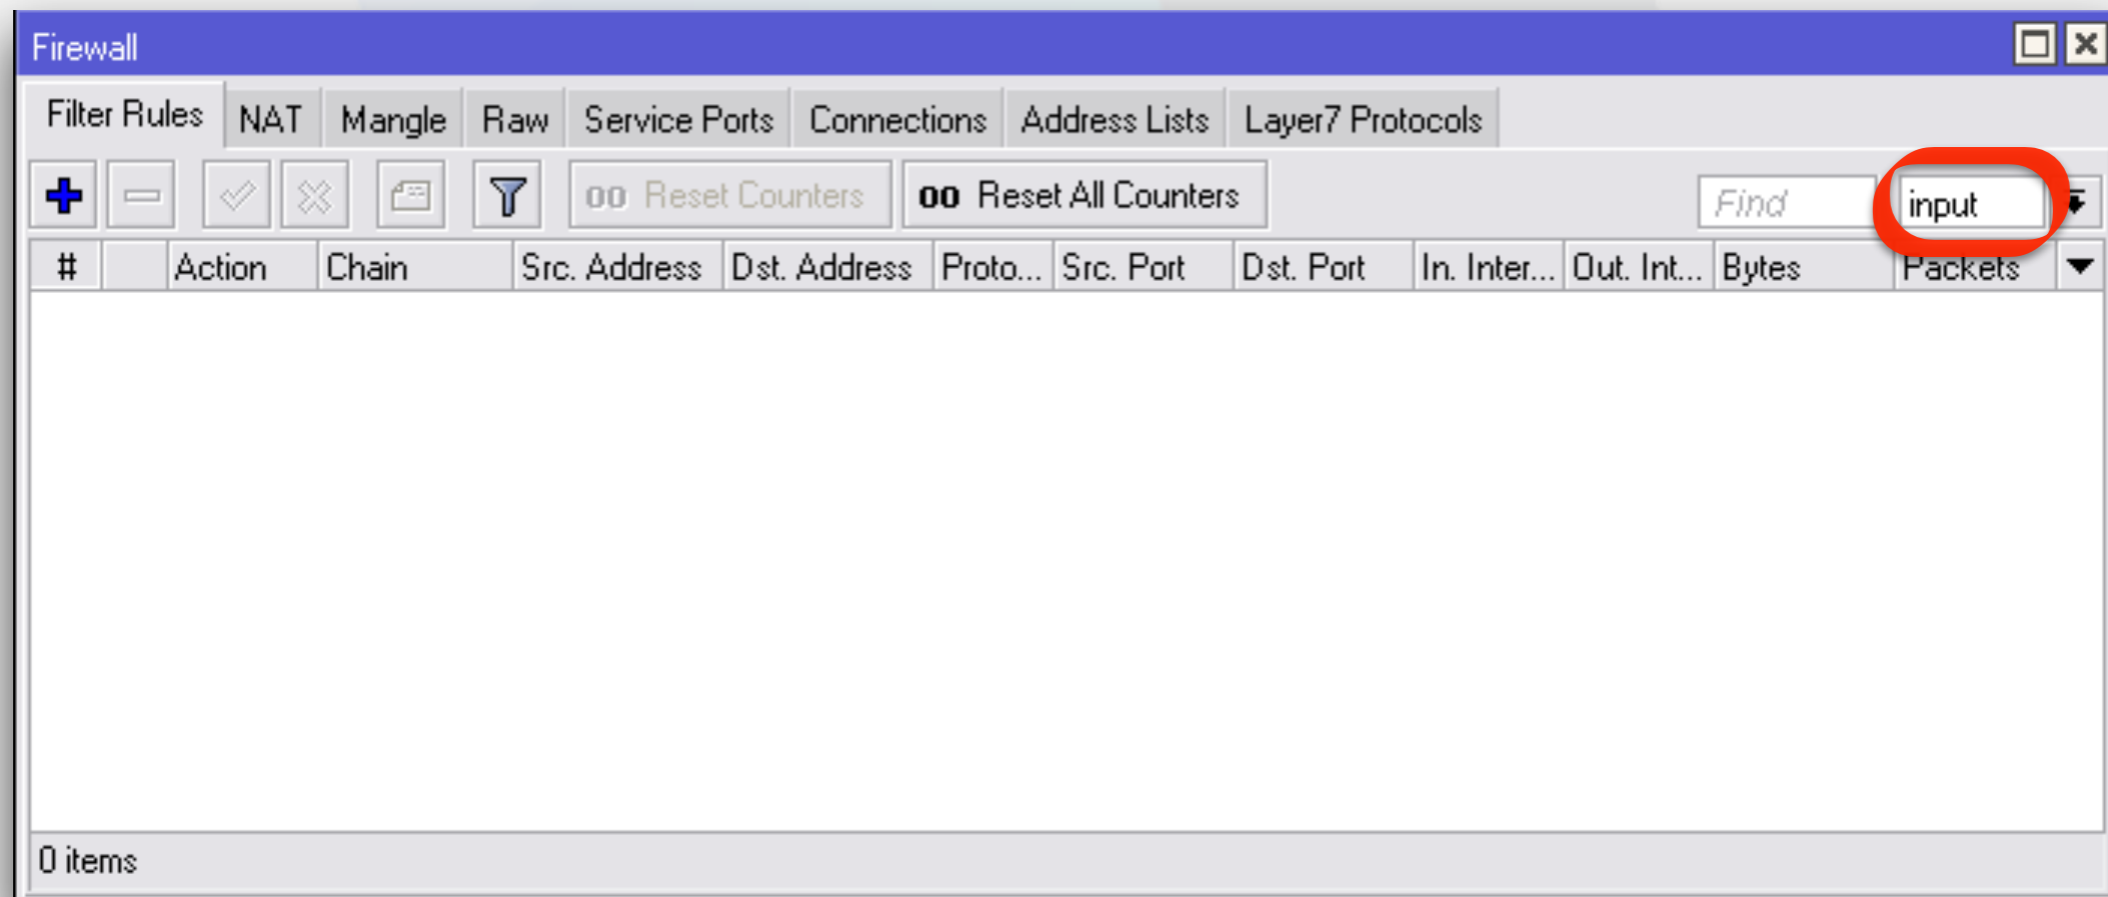 Firewall
Filter Rules NAT Mangle Raw Service Ports Connections Address Lists Layer7 Protocols
00 Reset Counters 00 Reset All Counters Find input
# Action Chain Src. Address Dst. Address Proto... Src. Port Dst. Port In. Inter... Out. Int... Bytes Packets
0 items